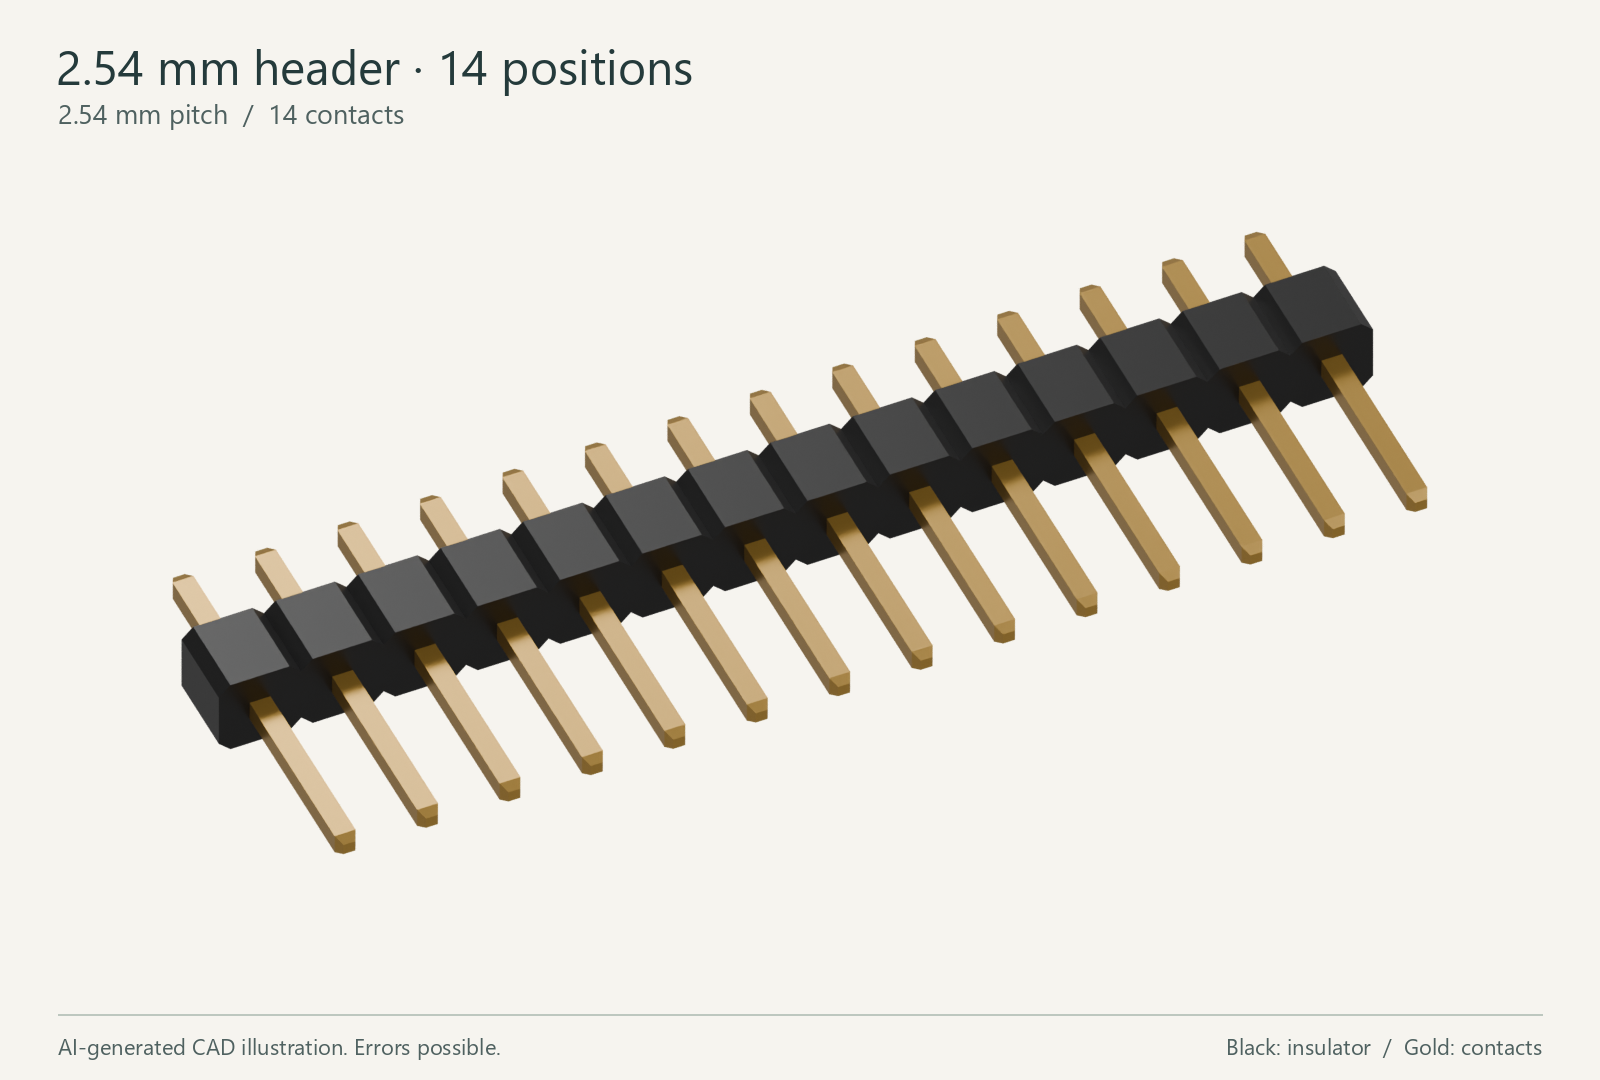 2.54 mm header · 14 positions
2.54 mm pitch / 14 contacts
AI-generated CAD illustration. Errors possible.
Black: insulator / Gold: contacts